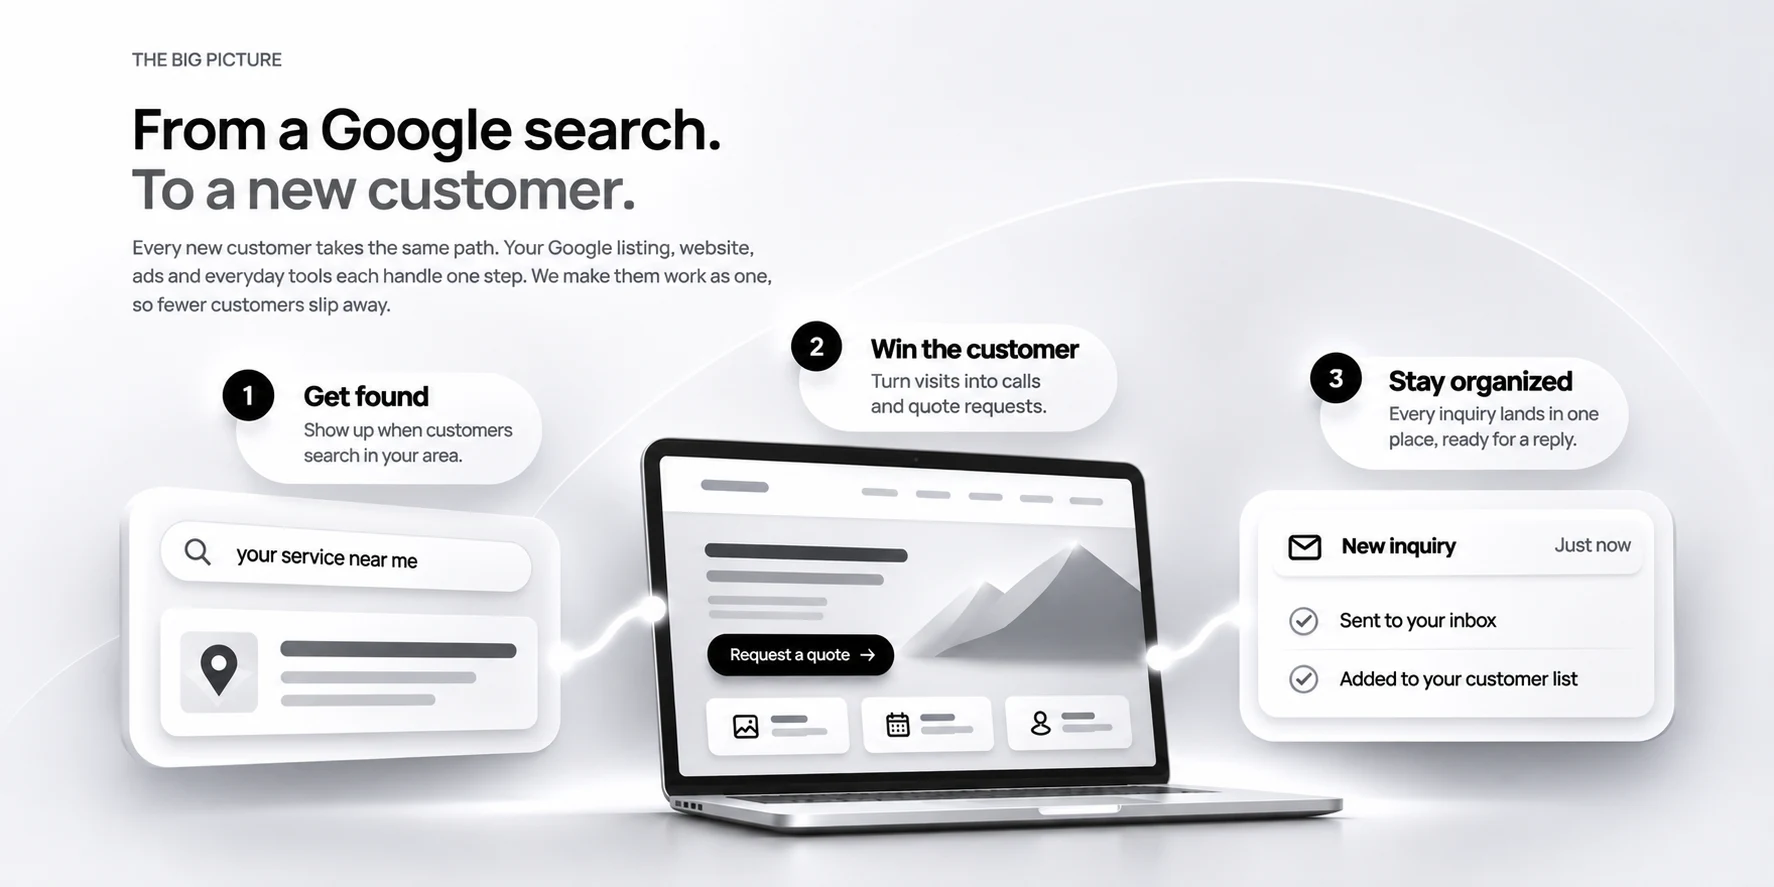 THE BIG PICTURE
From a Google search.
To a new customer.
Every new customer takes the same path. Your Google listing, website,
ads and everyday tools each handle one step. We make them work as one,
so fewer customers slip away.
1
Get found
Show up when customers
search in your area.
your service near me
2
Win the customer
Turn visits into calls
and quote requests.
Request a quote →
3
Stay organized
Every inquiry lands in one
place, ready for a reply.
New inquiry
Just now
Sent to your inbox
Added to your customer list